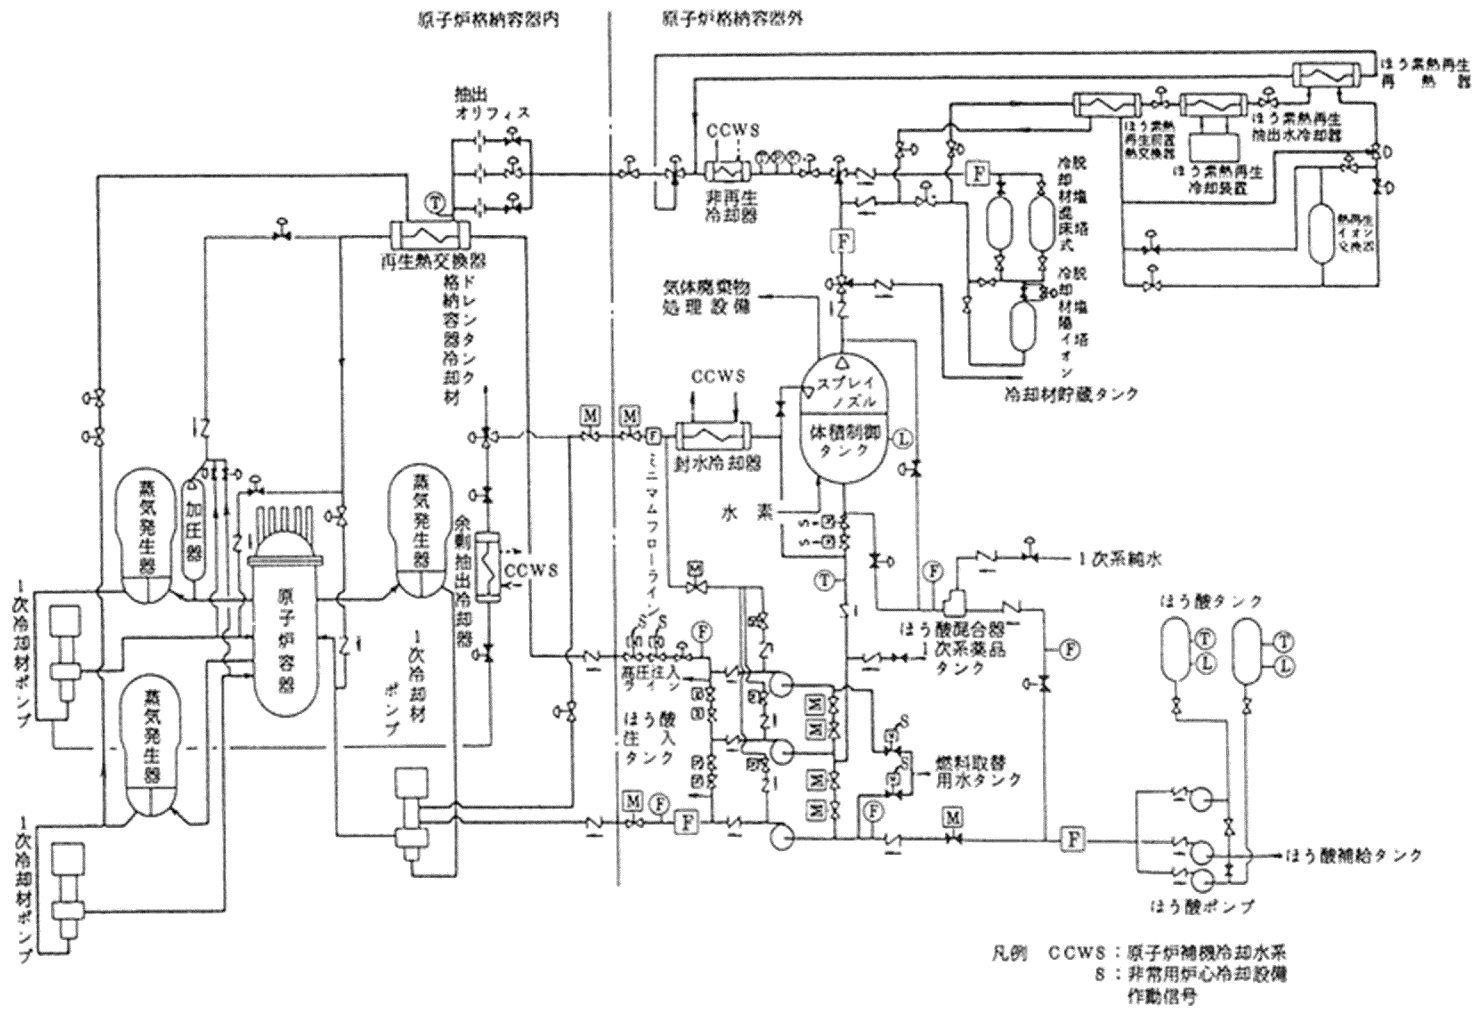 原子炉格納容器内
原子炉格納容器外
抽出
オリフィス
CCWS
非再生
冷却器
ほう素熱再生
再熱器
ほう素熱
再生前置
熱交換器
ほう素熱再生
抽出水冷却器
ほう素熱再生
冷却装置
熱再生
イオン
交換器
T
F
冷却材混床式
脱塩塔
F
再生熱交換器
格納容器冷却材
ドレンタンク
気体廃棄物
処理設備
冷却材陽イオン
脱塩塔
冷却材貯蔵タンク
CCWS
M
M
F
封水冷却器
スプレイ
ノズル
体積制御
タンク
L
水素
ミニマムフローライン
蒸気発生器
加圧器
蒸気発生器
余剰抽出冷却器
CCWS
S
S
T
F
1次系純水
ほう酸混合器
1次系薬品
タンク
ほう酸タンク
T
L
T
L
F
M
1次冷却材ポンプ
原子炉容器
1次冷却材
ポンプ
S
S
F
高圧注入
ライン
ほう酸
注入
タンク
M
M
M
M
S
S
燃料取替
用水タンク
蒸気発生器
1次冷却材ポンプ
M
F
F
F
M
F
ほう酸補給タンク
ほう酸ポンプ
凡例 CCWS:原子炉補機冷却水系
S:非常用炉心冷却設備
作動信号